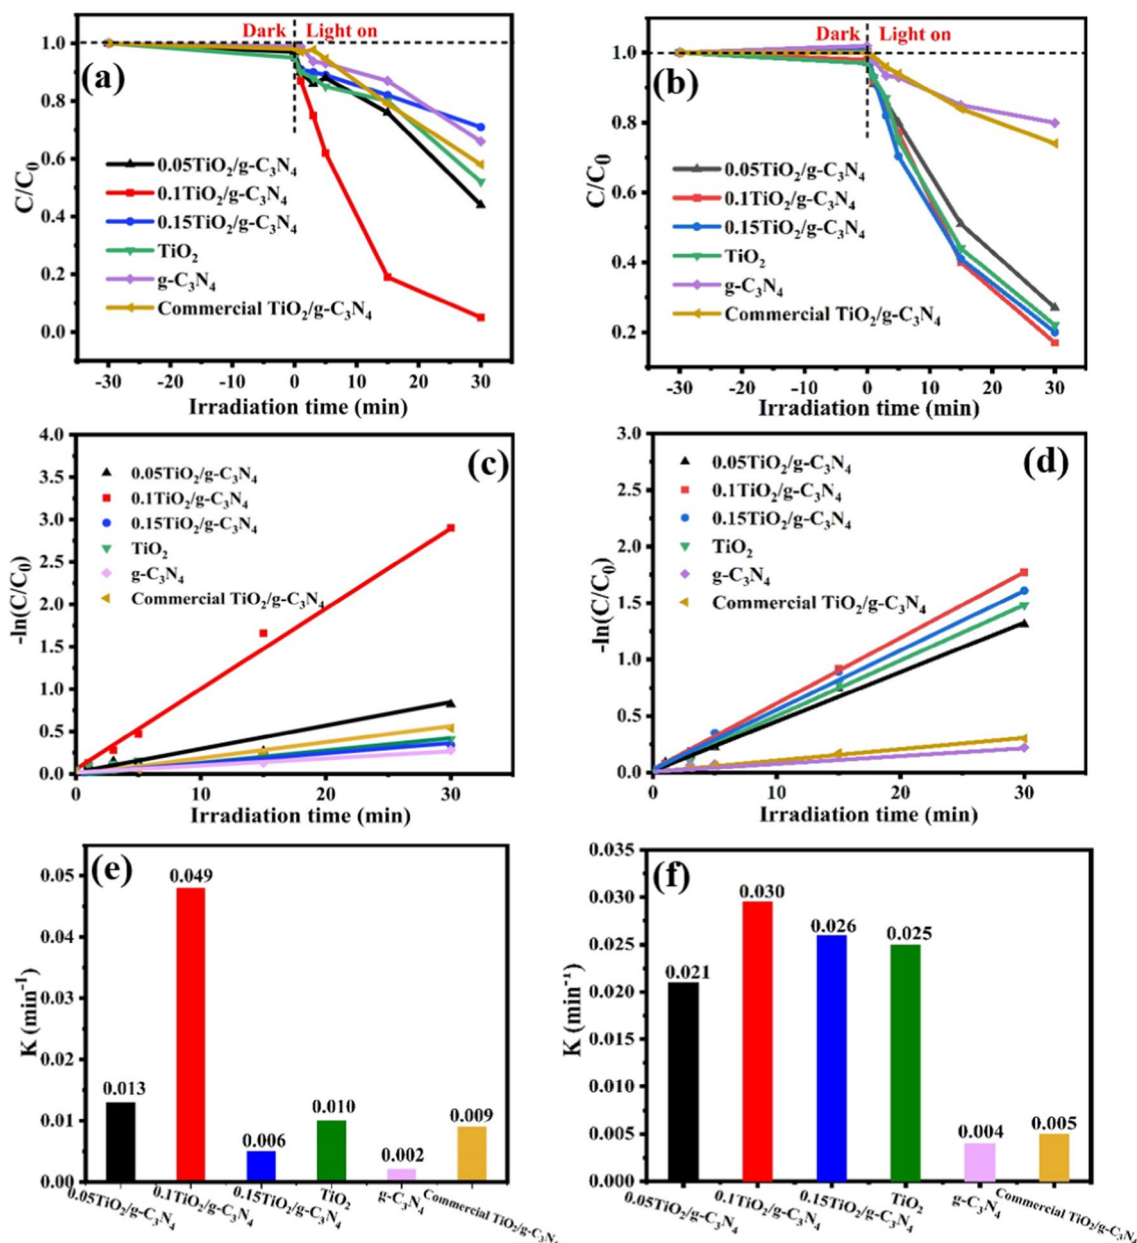 Dark Light on
(a)
C/C₀
1.0
0.8
0.6
0.4
0.2
0.0
0.05TiO₂/g-C₃N₄
0.1TiO₂/g-C₃N₄
0.15TiO₂/g-C₃N₄
TiO₂
g-C₃N₄
Commercial TiO₂/g-C₃N₄
-30 -20 -10 0 10 20 30
Irradiation time (min)
Dark Light on
(b)
C/C₀
1.0
0.8
0.6
0.4
0.2
0.05TiO₂/g-C₃N₄
0.1TiO₂/g-C₃N₄
0.15TiO₂/g-C₃N₄
TiO₂
g-C₃N₄
Commercial TiO₂/g-C₃N₄
-30 -20 -10 0 10 20 30
Irradiation time (min)
(c)
-ln(C/C₀)
4.0
3.0
2.0
1.5
1.0
0.5
0.0
0.05TiO₂/g-C₃N₄
0.1TiO₂/g-C₃N₄
0.15TiO₂/g-C₃N₄
TiO₂
g-C₃N₄
Commercial TiO₂/g-C₃N₄
0 10 20 30
Irradiation time (min)
(d)
-ln(C/C₀)
3.0
2.5
2.0
1.5
1.0
0.5
0.0
0.05TiO₂/g-C₃N₄
0.1TiO₂/g-C₃N₄
0.15TiO₂/g-C₃N₄
TiO₂
g-C₃N₄
Commercial TiO₂/g-C₃N₄
0 10 20 30
Irradiation time (min)
(e)
K (min⁻¹)
0.05
0.04
0.03
0.02
0.01
0.00
0.013
0.049
0.006
0.010
0.002
0.009
0.05TiO₂/g-C₃N₄
0.1TiO₂/g-C₃N₄
0.15TiO₂/g-C₃N₄
TiO₂
g-C₃N₄
Commercial TiO₂/g-C₃N₄
(f)
K (min⁻¹)
0.035
0.030
0.025
0.020
0.015
0.010
0.005
0.000
0.021
0.030
0.026
0.025
0.004
0.005
0.05TiO₂/g-C₃N₄
0.1TiO₂/g-C₃N₄
0.15TiO₂/g-C₃N₄
TiO₂
g-C₃N₄
Commercial TiO₂/g-C₃N₄